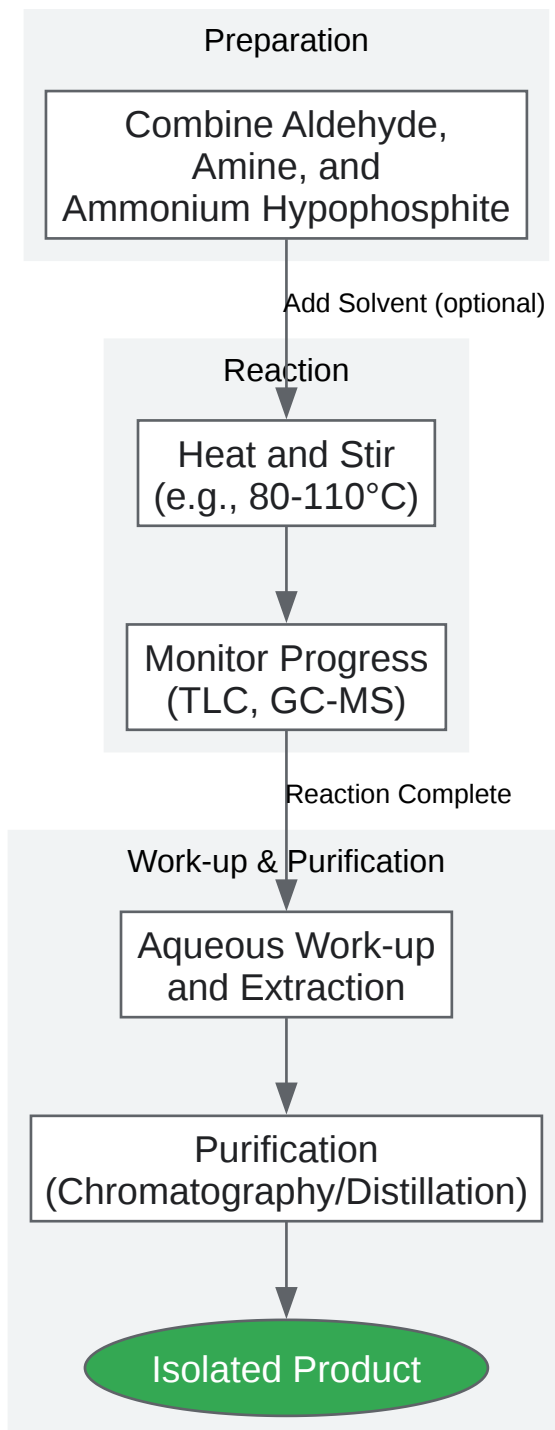 Preparation
Combine Aldehyde,
Amine, and
Ammonium Hypophosphite
Add Solvent (optional)
Reaction
Heat and Stir
(e.g., 80-110°C)
Monitor Progress
(TLC, GC-MS)
Reaction Complete
Work-up & Purification
Aqueous Work-up
and Extraction
Purification
(Chromatography/Distillation)
Isolated Product